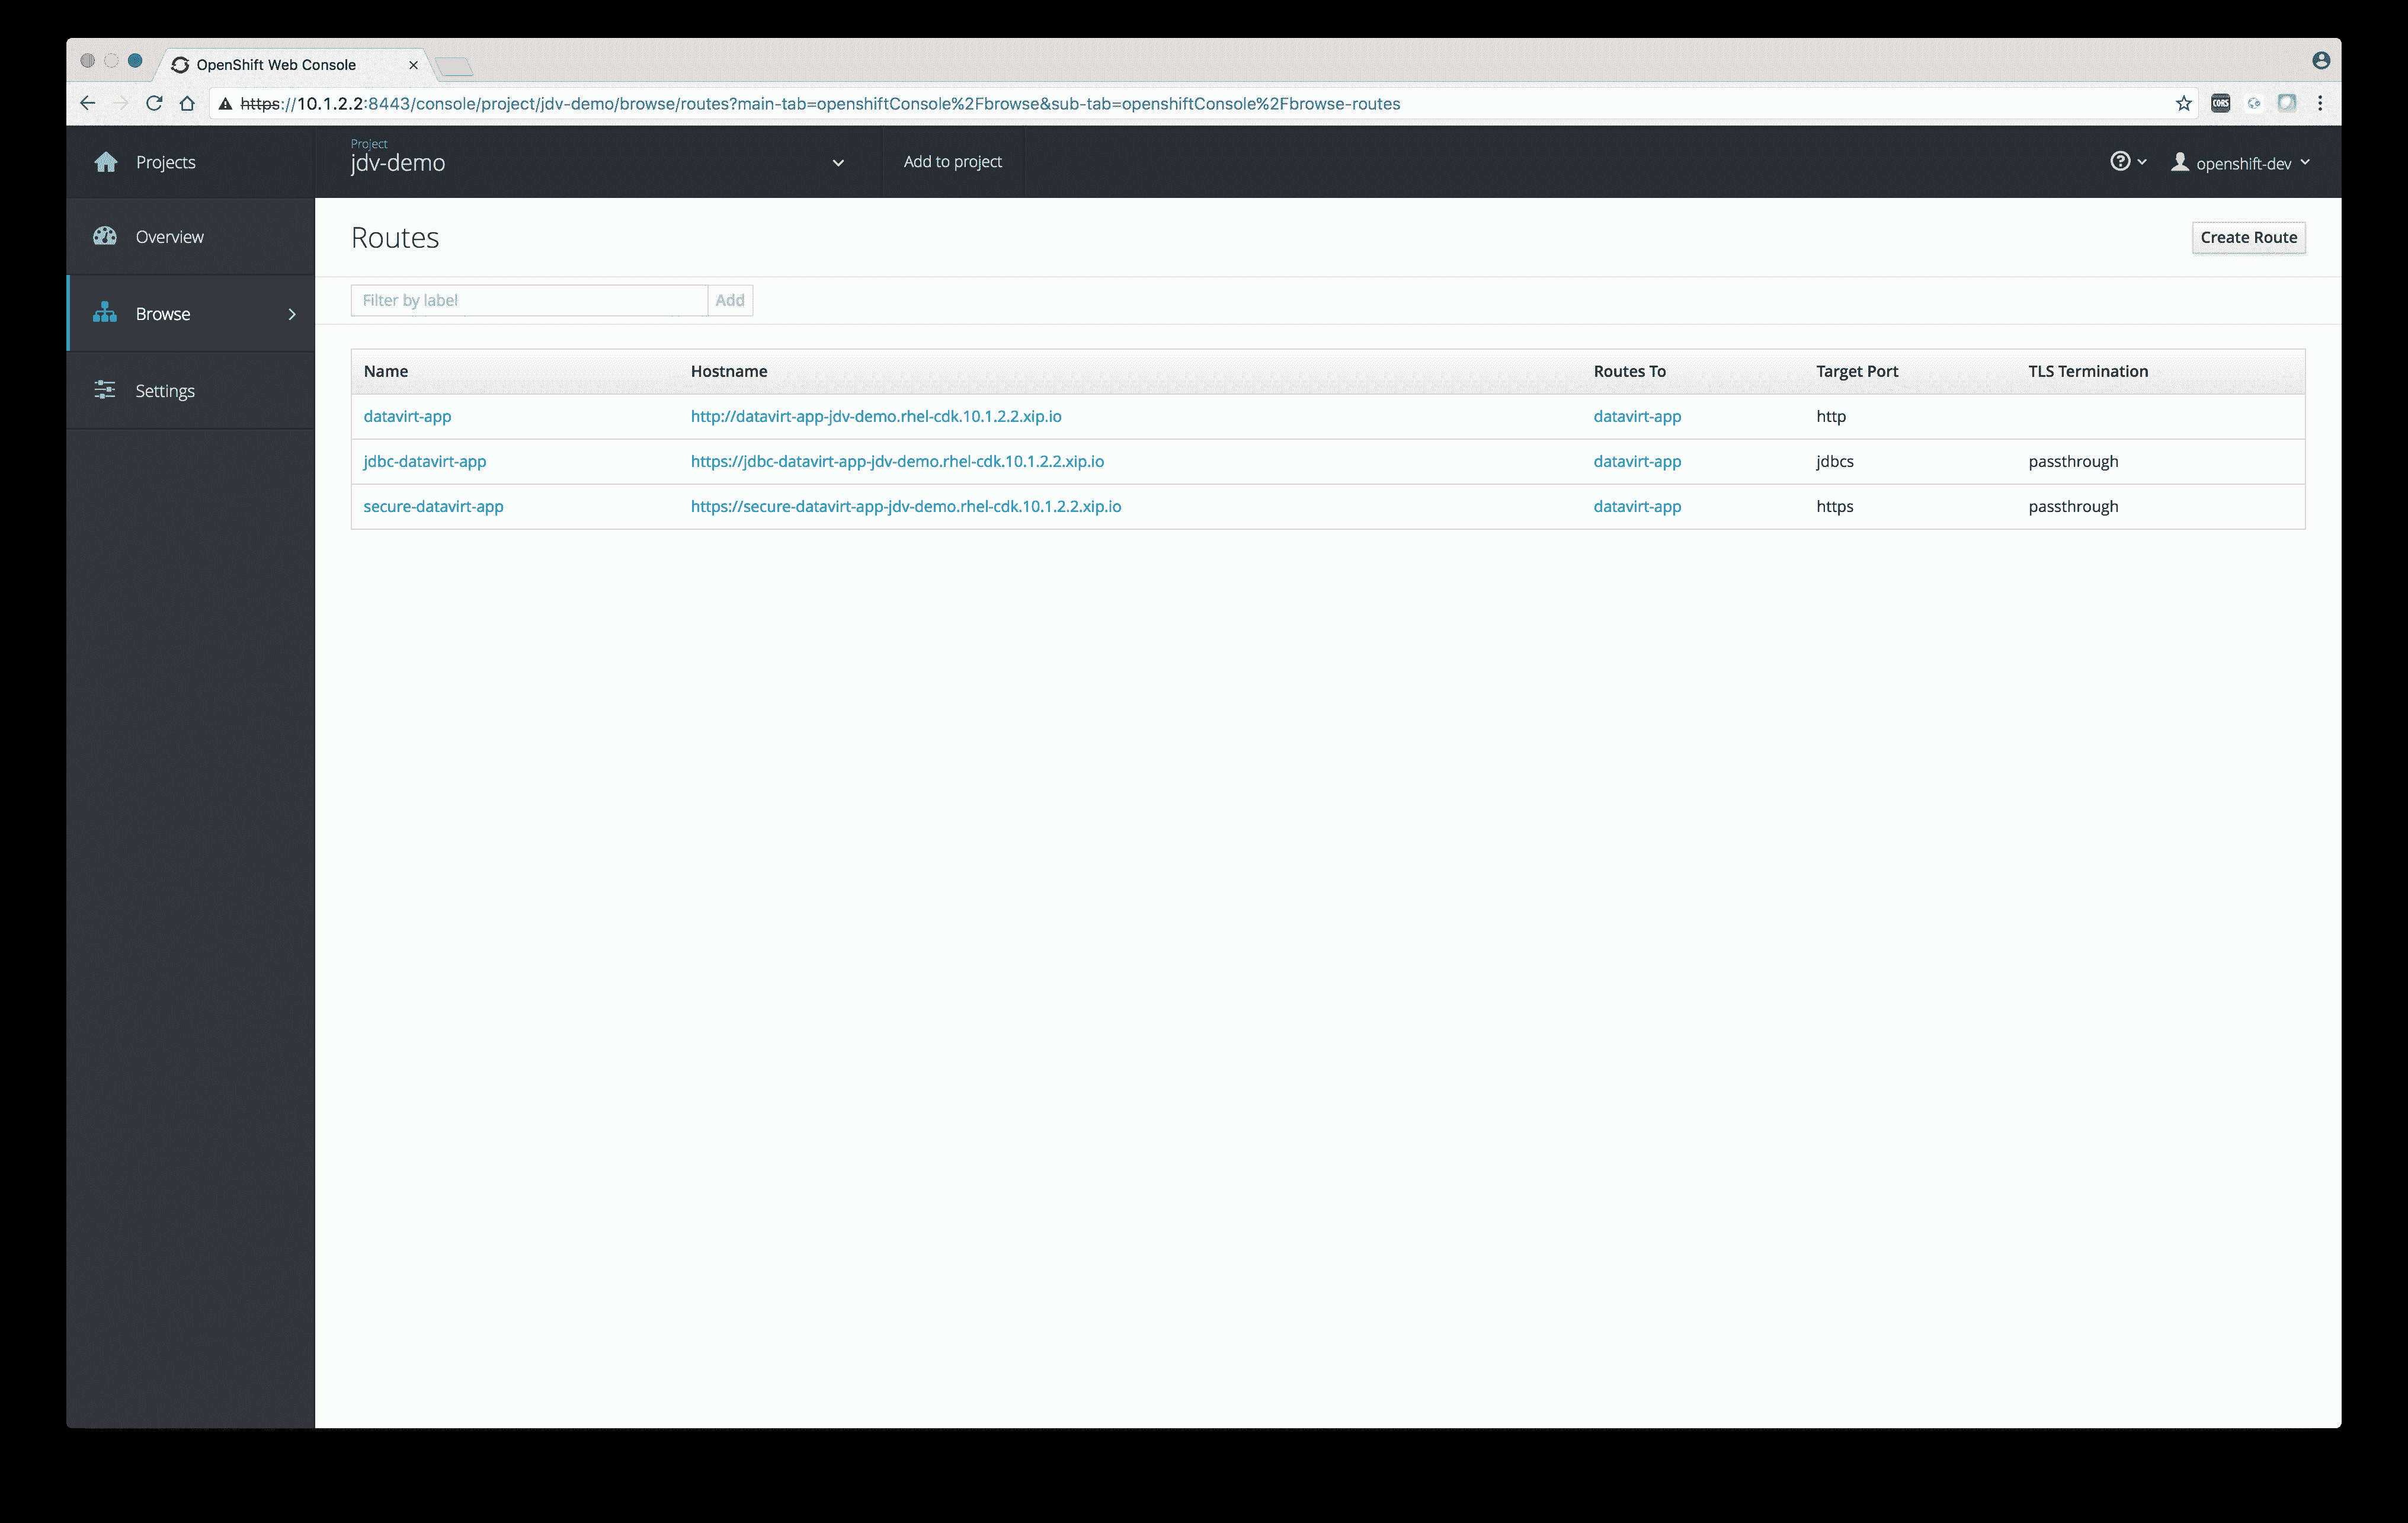 OpenShift Web Console
https://10.1.2.2:8443/console/project/jdv-demo/browse/routes?main-tab=openshiftConsole%2Fbrowse&sub-tab=openshiftConsole%2Fbrowse-routes
CORS
Projects
Project
jdv-demo
Add to project
openshift-dev
Overview
Browse
Settings
Routes
Create Route
Filter by label Add
Name Hostname Routes To Target Port TLS Termination
datavirt-app http://datavirt-app-jdv-demo.rhel-cdk.10.1.2.2.xip.io datavirt-app http
jdbc-datavirt-app https://jdbc-datavirt-app-jdv-demo.rhel-cdk.10.1.2.2.xip.io datavirt-app jdbcs passthrough
secure-datavirt-app https://secure-datavirt-app-jdv-demo.rhel-cdk.10.1.2.2.xip.io datavirt-app https passthrough